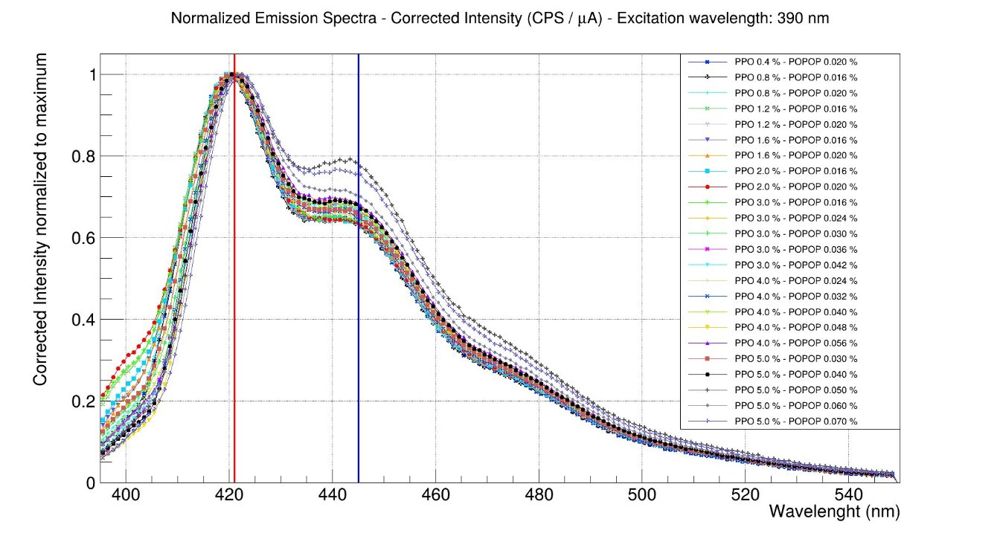 Normalized Emission Spectra - Corrected Intensity (CPS / μA) - Excitation wavelength: 390 nm
Corrected Intensity normalized to maximum
1
0.8
0.6
0.4
0.2
0
400 420 440 460 480 500 520 540
Wavelenght (nm)
PPO 0.4 % - POPOP 0.020 %
PPO 0.8 % - POPOP 0.016 %
PPO 0.8 % - POPOP 0.020 %
PPO 1.2 % - POPOP 0.016 %
PPO 1.2 % - POPOP 0.020 %
PPO 1.6 % - POPOP 0.016 %
PPO 1.6 % - POPOP 0.020 %
PPO 2.0 % - POPOP 0.016 %
PPO 2.0 % - POPOP 0.020 %
PPO 3.0 % - POPOP 0.016 %
PPO 3.0 % - POPOP 0.024 %
PPO 3.0 % - POPOP 0.030 %
PPO 3.0 % - POPOP 0.036 %
PPO 3.0 % - POPOP 0.042 %
PPO 4.0 % - POPOP 0.024 %
PPO 4.0 % - POPOP 0.032 %
PPO 4.0 % - POPOP 0.040 %
PPO 4.0 % - POPOP 0.048 %
PPO 4.0 % - POPOP 0.056 %
PPO 5.0 % - POPOP 0.030 %
PPO 5.0 % - POPOP 0.040 %
PPO 5.0 % - POPOP 0.050 %
PPO 5.0 % - POPOP 0.060 %
PPO 5.0 % - POPOP 0.070 %